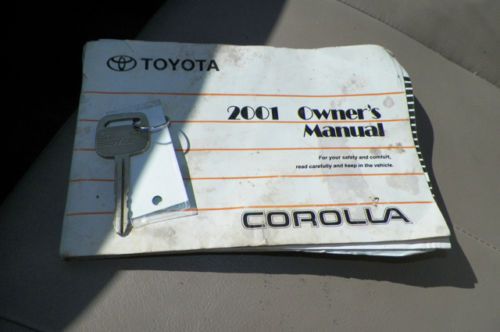 TOYOTA
2001 Owner's
Manual
For your safety and comfort,
read carefully and keep in the vehicle.
COROLLA